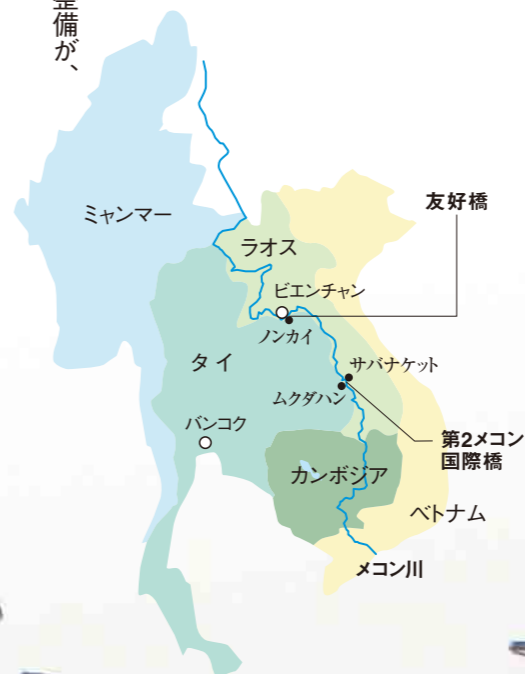 整備が、
ミャンマー
ラオス
友好橋
ビエンチャン
ノンカイ
タイ
サバナケット
ムクダハン
バンコク
第2メコン
国際橋
カンボジア
ベトナム
メコン川